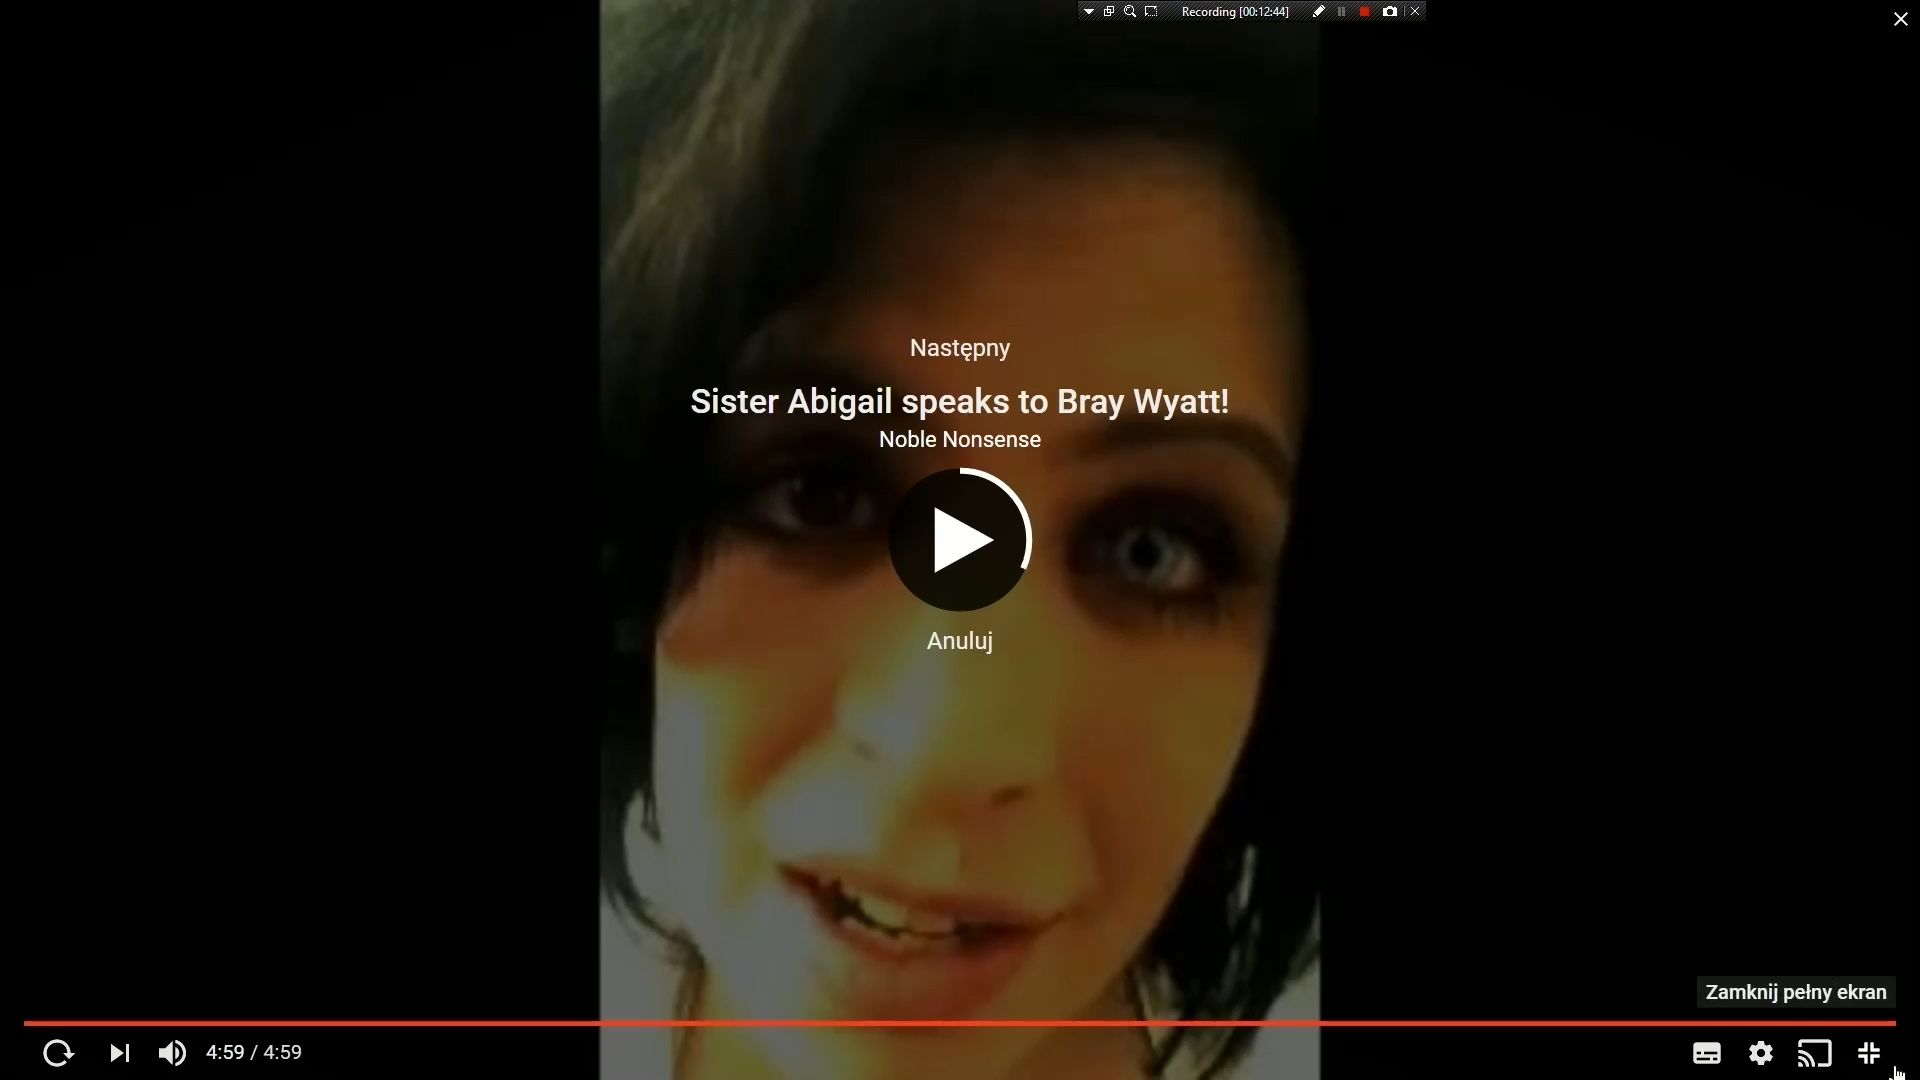 Recording [00:12:44]
Następny
Sister Abigail speaks to Bray Wyatt!
Noble Nonsense
Anuluj
Zamknij pełny ekran
4:59 / 4:59